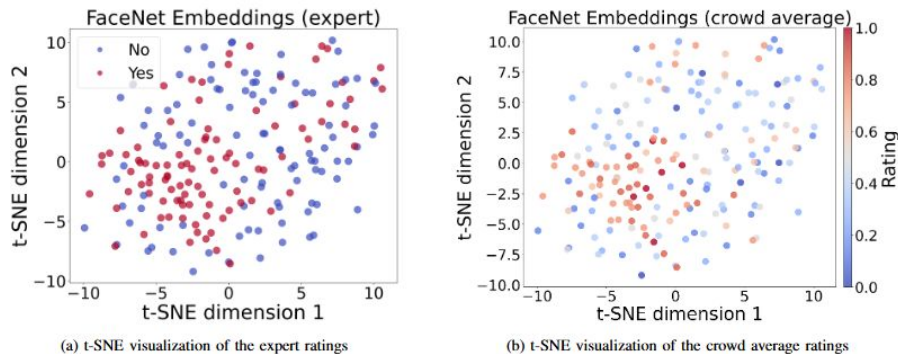 FaceNet Embeddings (expert)
No
Yes
t-SNE dimension 2
10
5
0
−5
−10
−10
−5
0
5
10
t-SNE dimension 1
(a) t-SNE visualization of the expert ratings
FaceNet Embeddings (crowd average)
t-SNE dimension 2
10.0
7.5
5.0
2.5
0.0
−2.5
−5.0
−7.5
−10.0
−10
−5
0
5
10
t-SNE dimension 1
1.0
0.8
0.6
0.4
0.2
0.0
Rating
(b) t-SNE visualization of the crowd average ratings